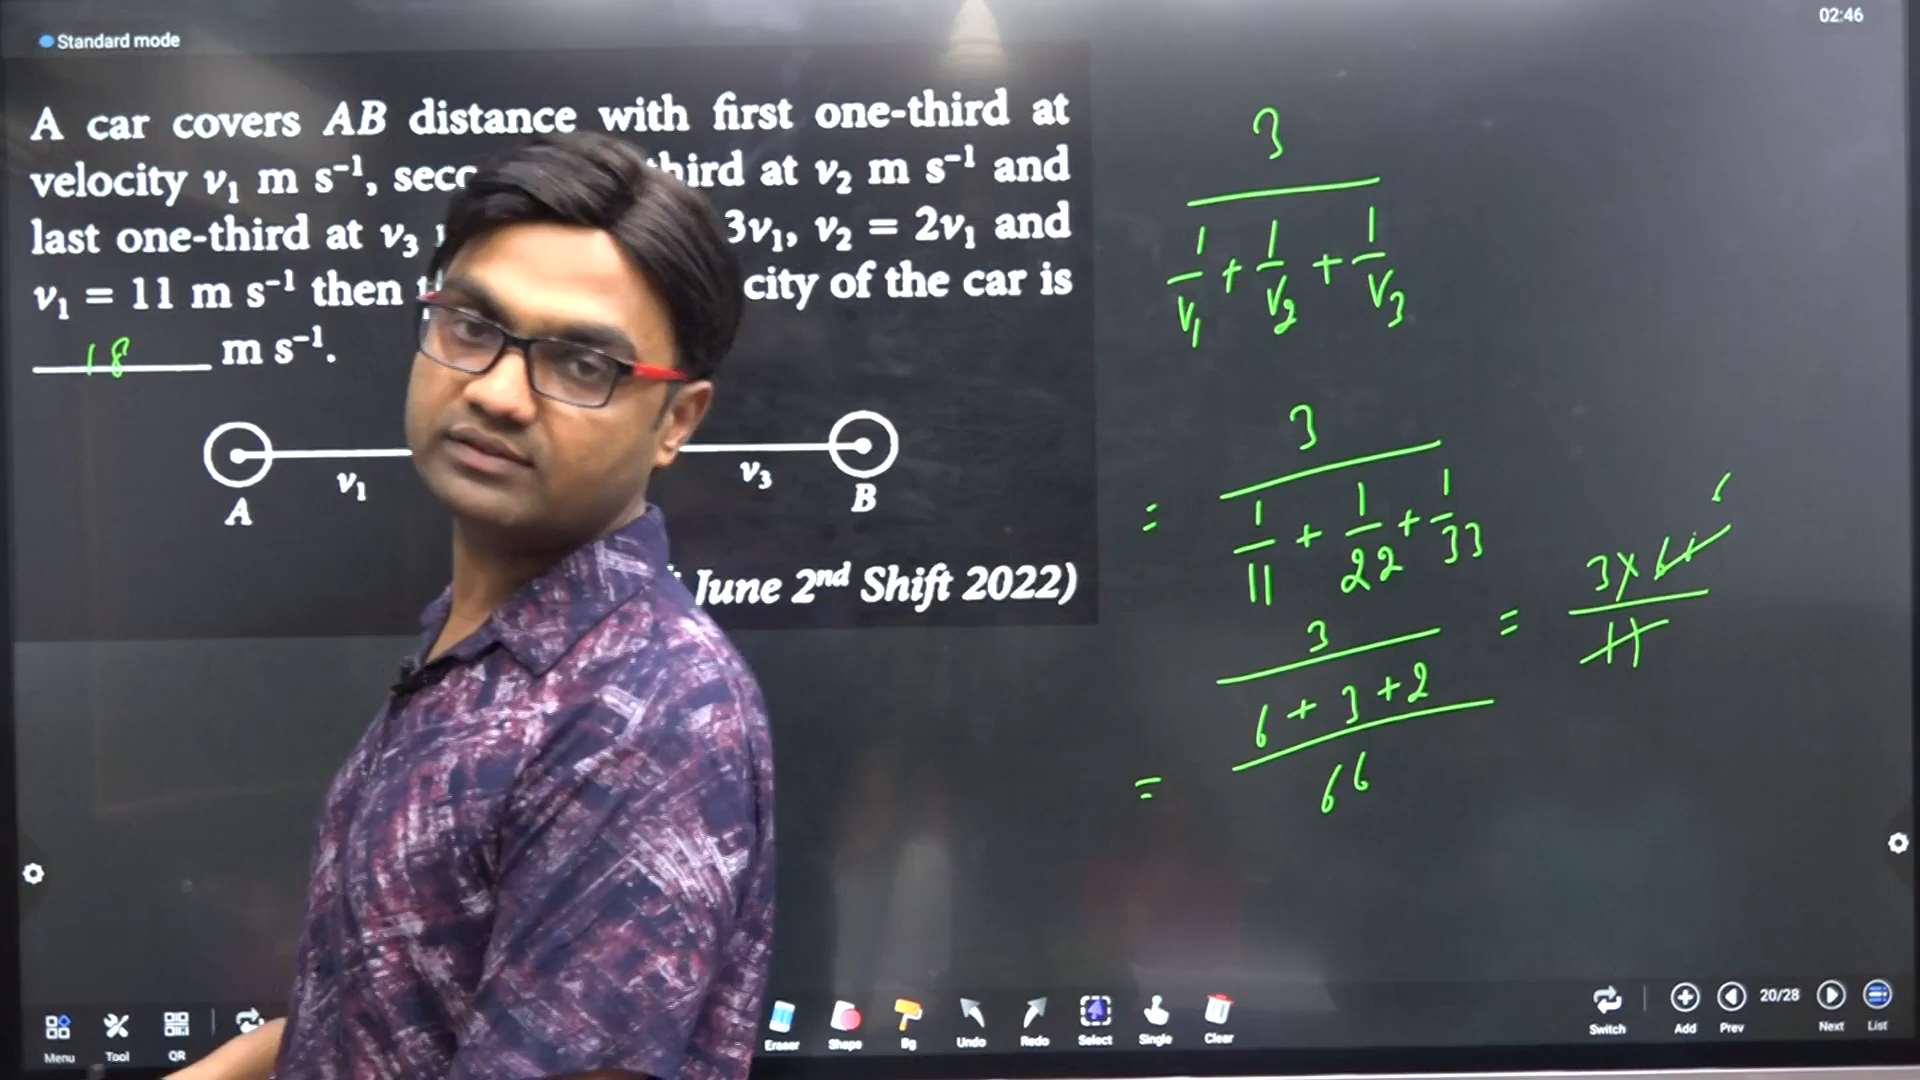 02:46
Standard mode
A car covers AB distance with first one-third at
velocity v₁ m s⁻¹, third at v₂ m s⁻¹ and
last one-third at v₃ 3v₁, v₂ = 2v₁ and
v₁ = 11 m s⁻¹ then city of the car is
18 m s⁻¹.
v₁ v₃
A B
June 2nd Shift 2022)
3
1/V₁ + 1/V₂ + 1/V₃
3
= 1/11 + 1/22 + 1/33
3
6 + 3 + 2
= 66
= 3 x 66 6
11
Menu Tool QR Eraser Shape Bg Undo Redo Select Single Clear Switch Add Prev 20/28 Next List